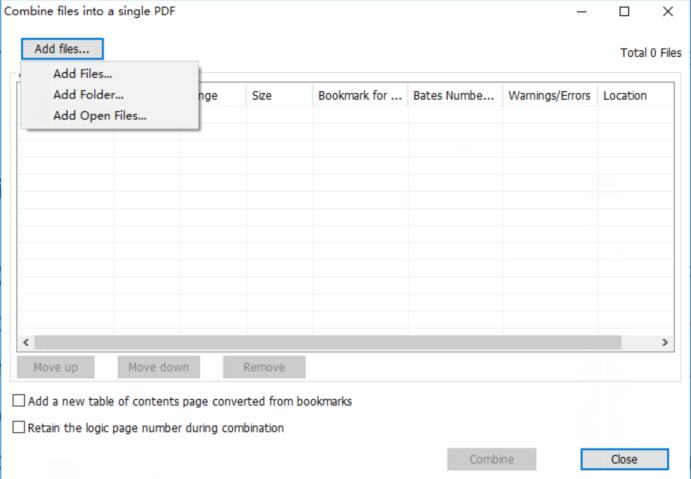 Combine files into a single PDF
Add files...
Total 0 Files
Add Files...
Add Folder...
Add Open Files...
nge Size Bookmark for ... Bates Numbe... Warnings/Errors Location
Move up Move down Remove
Add a new table of contents page converted from bookmarks
Retain the logic page number during combination
Combine Close